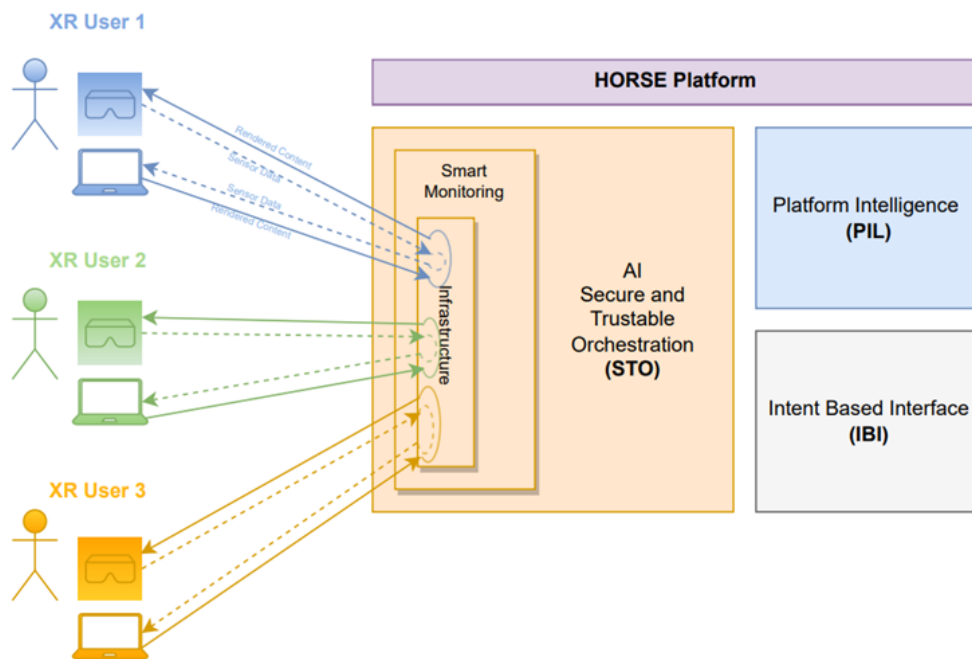 XR User 1
HORSE Platform
Rendered Content
Sensor Data
Sensor Data
Rendered Content
Smart
Monitoring
Infrastructure
AI
Secure and
Trustable
Orchestration
(STO)
Platform Intelligence
(PIL)
XR User 2
Intent Based Interface
(IBI)
XR User 3